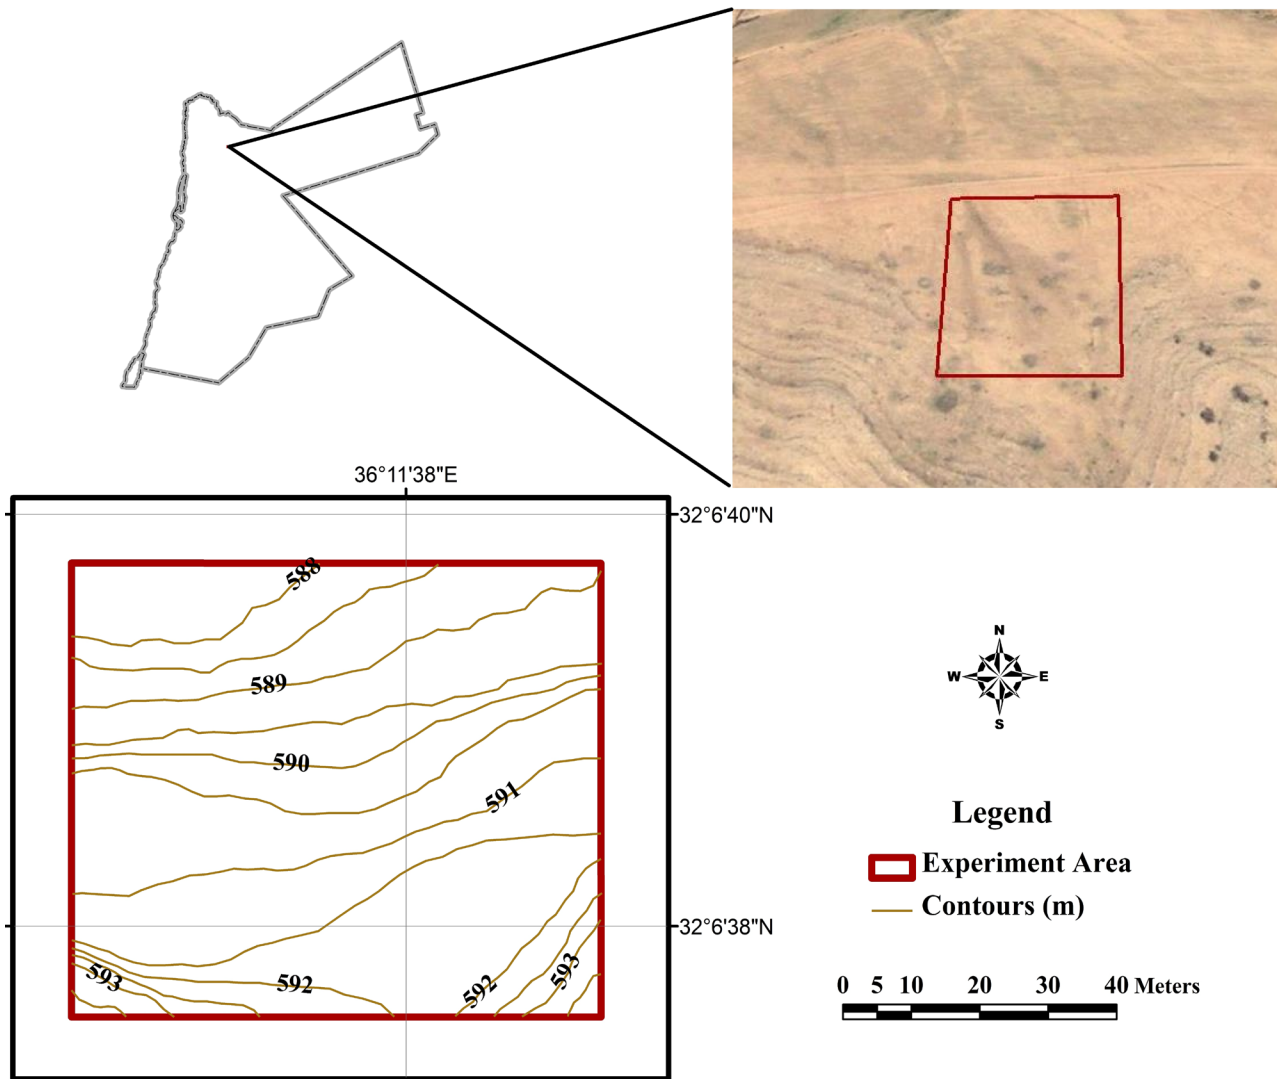 36°11'38"E
32°6'40"N
588
589
590
591
32°6'38"N
593
592
592
593
N
W E
S
Legend
Experiment Area
Contours (m)
0 5 10 20 30 40 Meters